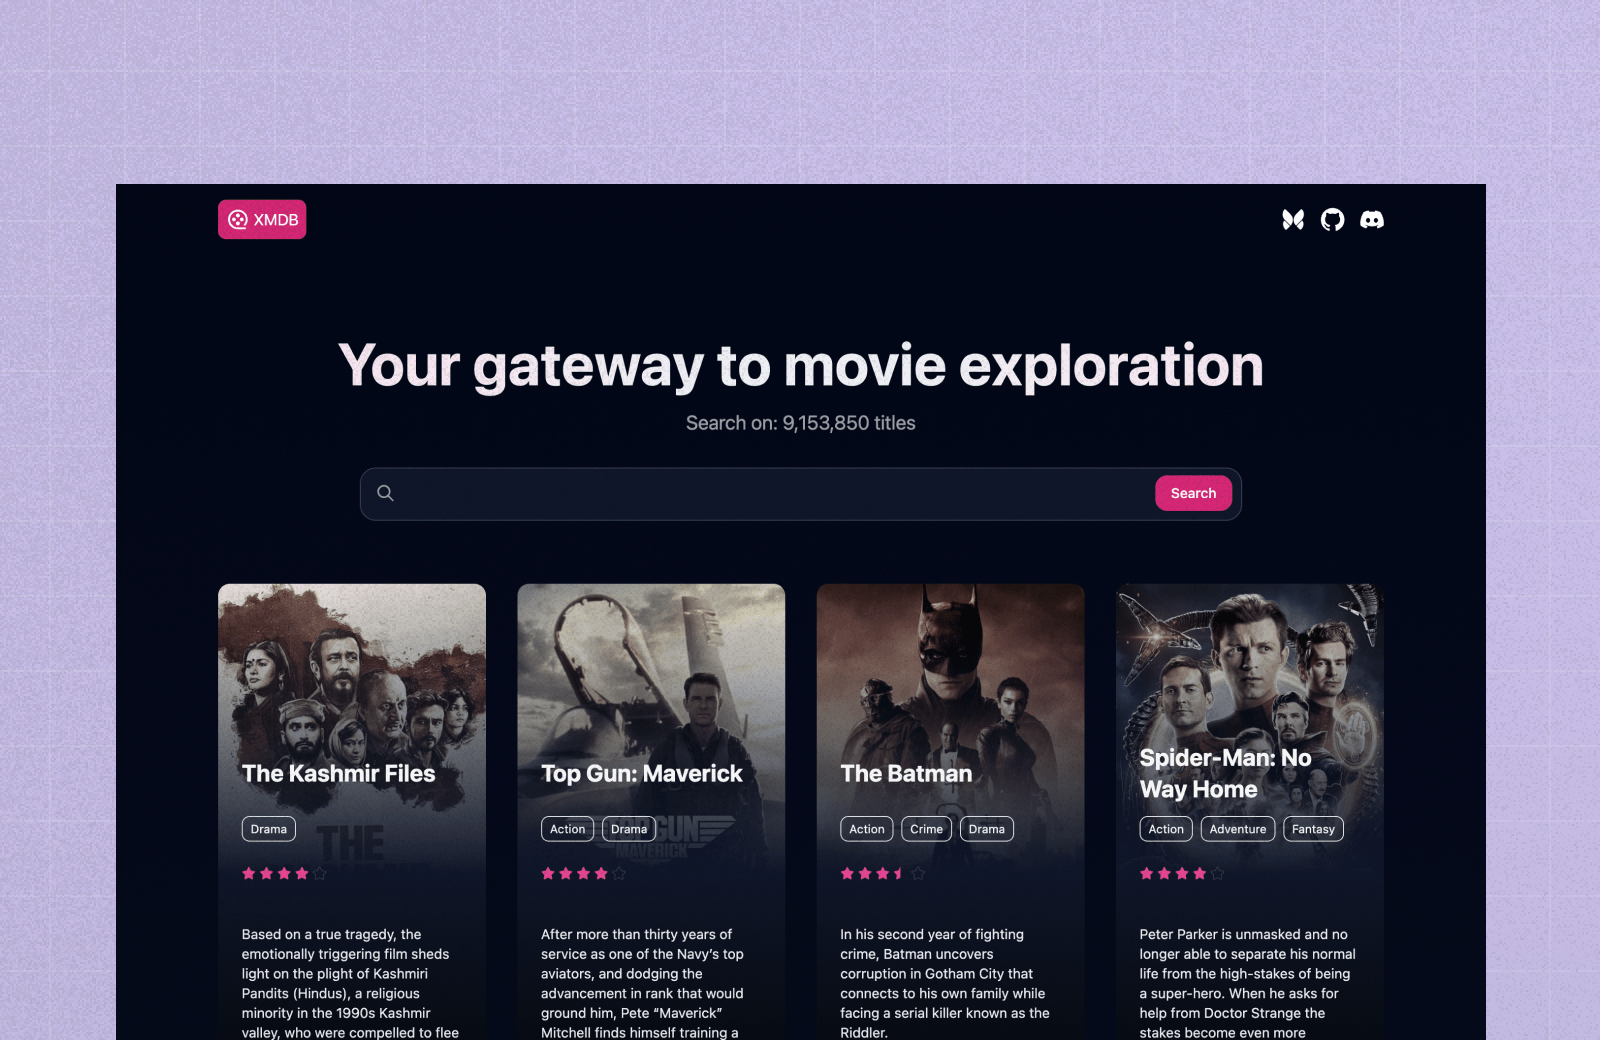 XMDB
Your gateway to movie exploration
Search on: 9,153,850 titles
Search
The Kashmir Files
Drama
THE
Based on a true tragedy, the
emotionally triggering film sheds
light on the plight of Kashmiri
Pandits (Hindus), a religious
minority in the 1990s Kashmir
valley, who were compelled to flee
Top Gun: Maverick
Action
Drama
TOP GUN
MAVERICK
After more than thirty years of
service as one of the Navy’s top
aviators, and dodging the
advancement in rank that would
ground him, Pete “Maverick”
Mitchell finds himself training a
The Batman
Action
Crime
Drama
In his second year of fighting
crime, Batman uncovers
corruption in Gotham City that
connects to his own family while
facing a serial killer known as the
Riddler.
Spider-Man: No
Way Home
Action
Adventure
Fantasy
Peter Parker is unmasked and no
longer able to separate his normal
life from the high-stakes of being
a super-hero. When he asks for
help from Doctor Strange the
stakes become even more